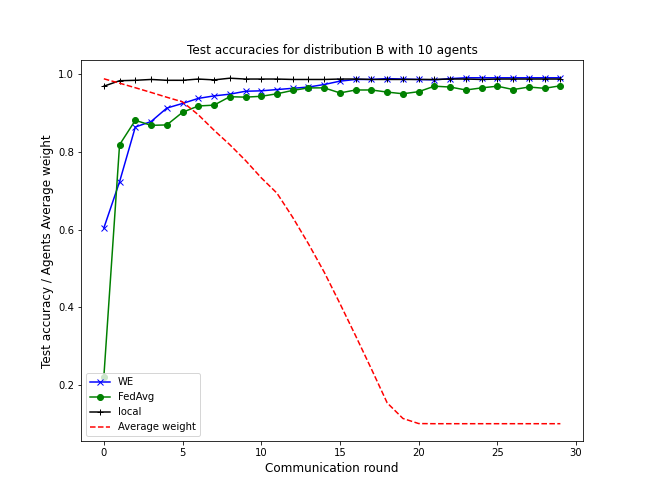 Test accuracies for distribution B with 10 agents
Test accuracy / Agents Average weight
1.0
0.8
0.6
0.4
0.2
WE
FedAvg
local
Average weight
0 5 10 15 20 25 30
Communication round